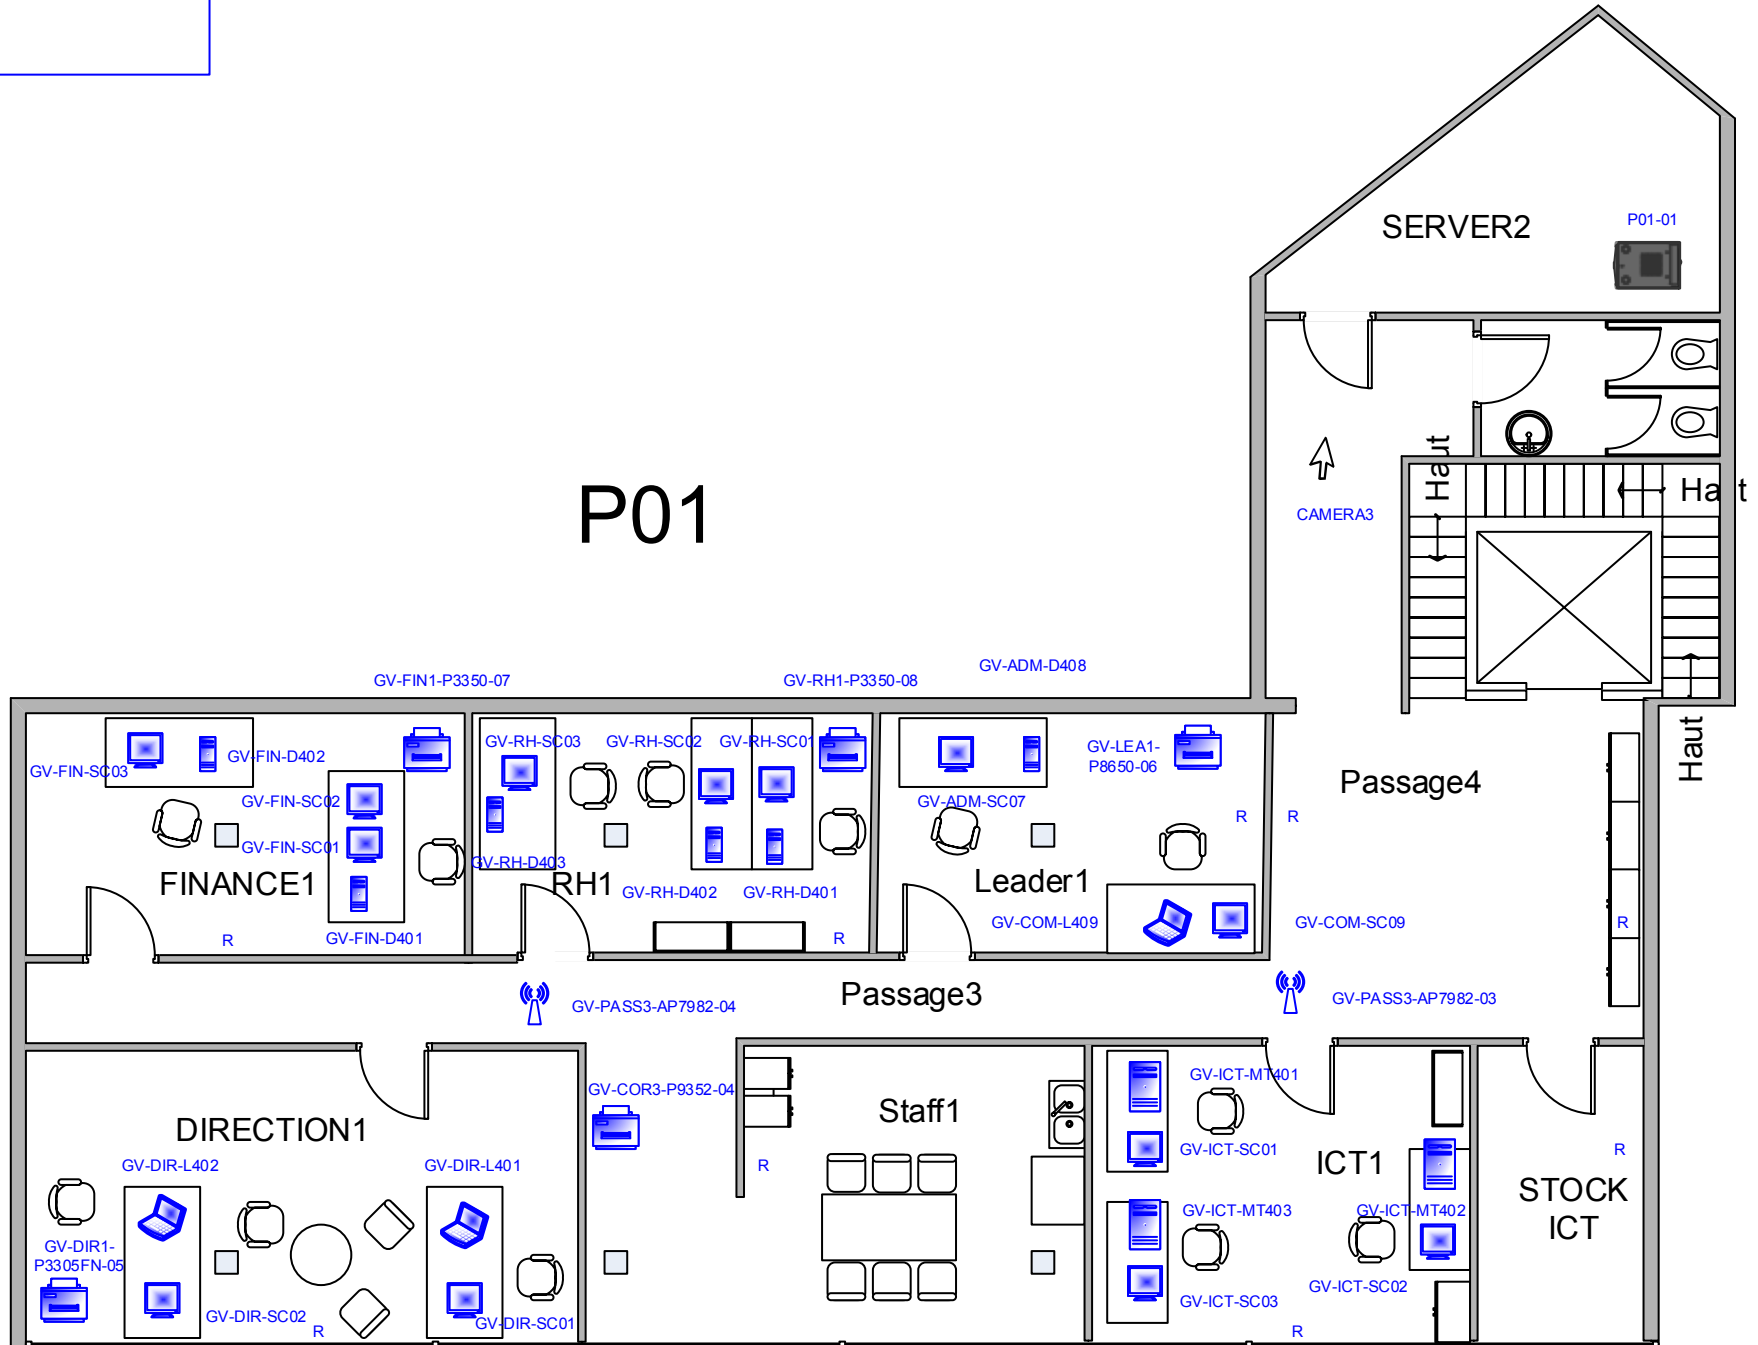 SERVER2
P01-01
Haut
Haut
P01
CAMERA3
GV-FIN1-P3350-07
GV-RH1-P3350-08
GV-ADM-D408
Haut
GV-FIN-SC03
GV-FIN-D402
GV-FIN-SC02
GV-FIN-SC01
FINANCE1
R
GV-FIN-D401
GV-RH-SC03
GV-RH-SC02
GV-RH-SC01
GV-RH-D403
RH1
GV-RH-D402
GV-RH-D401
R
GV-LEA1-
P8650-06
GV-ADM-SC07
R
R
Leader1
GV-COM-L409
GV-COM-SC09
Passage4
R
GV-PASS3-AP7982-04
Passage3
GV-PASS3-AP7982-03
DIRECTION1
GV-DIR-L402
GV-DIR-L401
GV-DIR1-
P3305FN-05
GV-DIR-SC02
R
GV-DIR-SC01
GV-COR3-P9352-04
Staff1
R
GV-ICT-MT401
GV-ICT-SC01
ICT1
GV-ICT-MT403
GV-ICT-MT402
GV-ICT-SC02
GV-ICT-SC03
R
R
STOCK
ICT